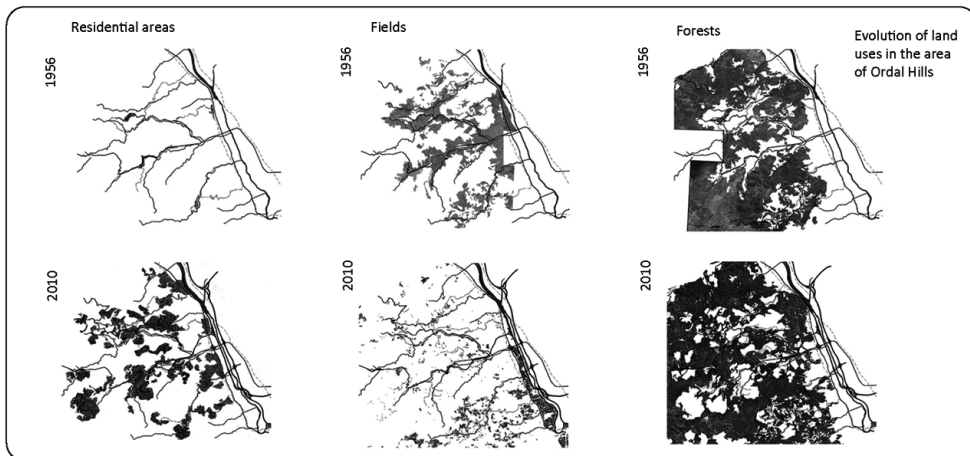 Residential areas
Fields
Forests
Evolution of land
uses in the area
of Ordal Hills
1956
1956
1956
2010
2010
2010